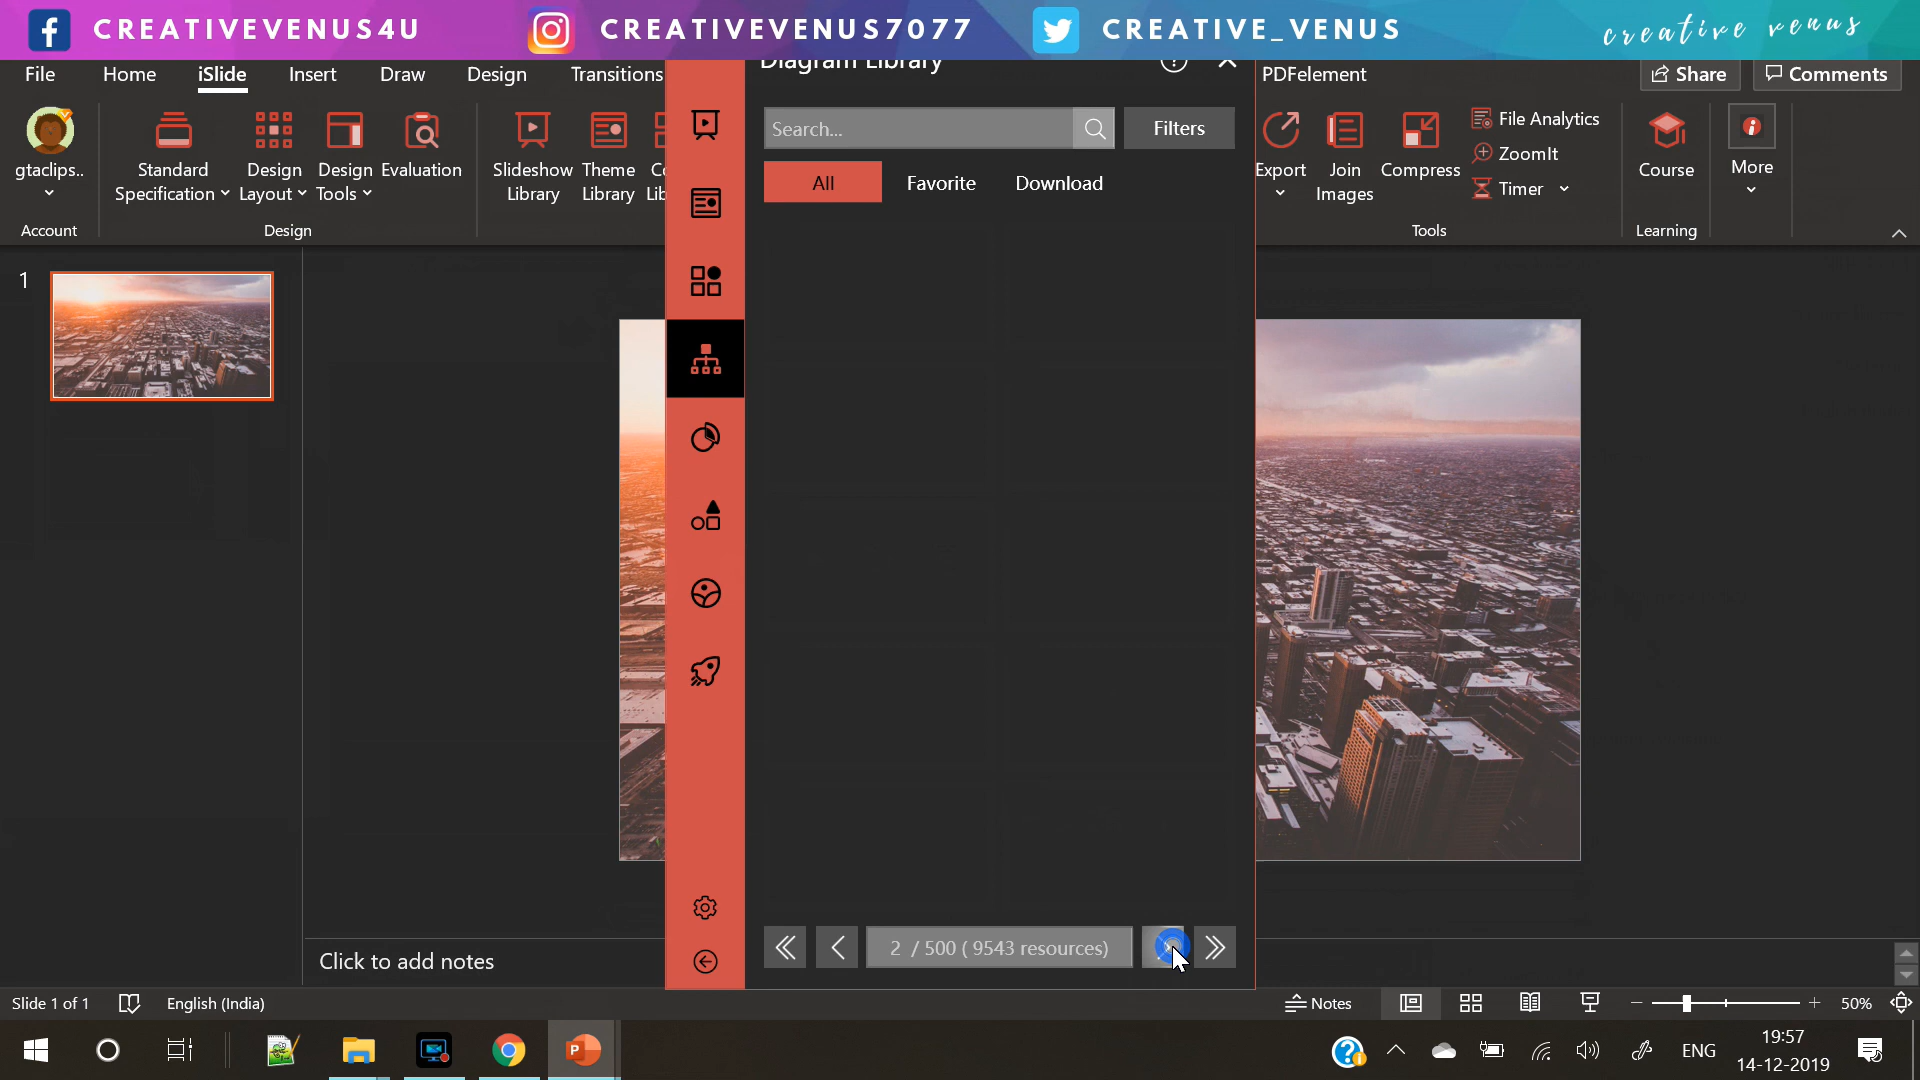 CREATIVEVENUS4U
CREATIVEVENUS7077
CREATIVE_VENUS
creative venus
File
Home
iSlide
Insert
Draw
Design
Transitions
Diagram Library
PDFelement
Share
Comments
gtaclips..
Account
Standard
Specification
Design
Layout
Design
Tools
Evaluation
Design
Slideshow
Library
Theme
Library
Search...
Filters
All
Favorite
Download
Export
Join
Images
Compress
File Analytics
ZoomIt
Timer
Tools
Course
Learning
More
1
2 / 500 ( 9543 resources)
Click to add notes
Slide 1 of 1
English (India)
Notes
50%
ENG
19:57
14-12-2019